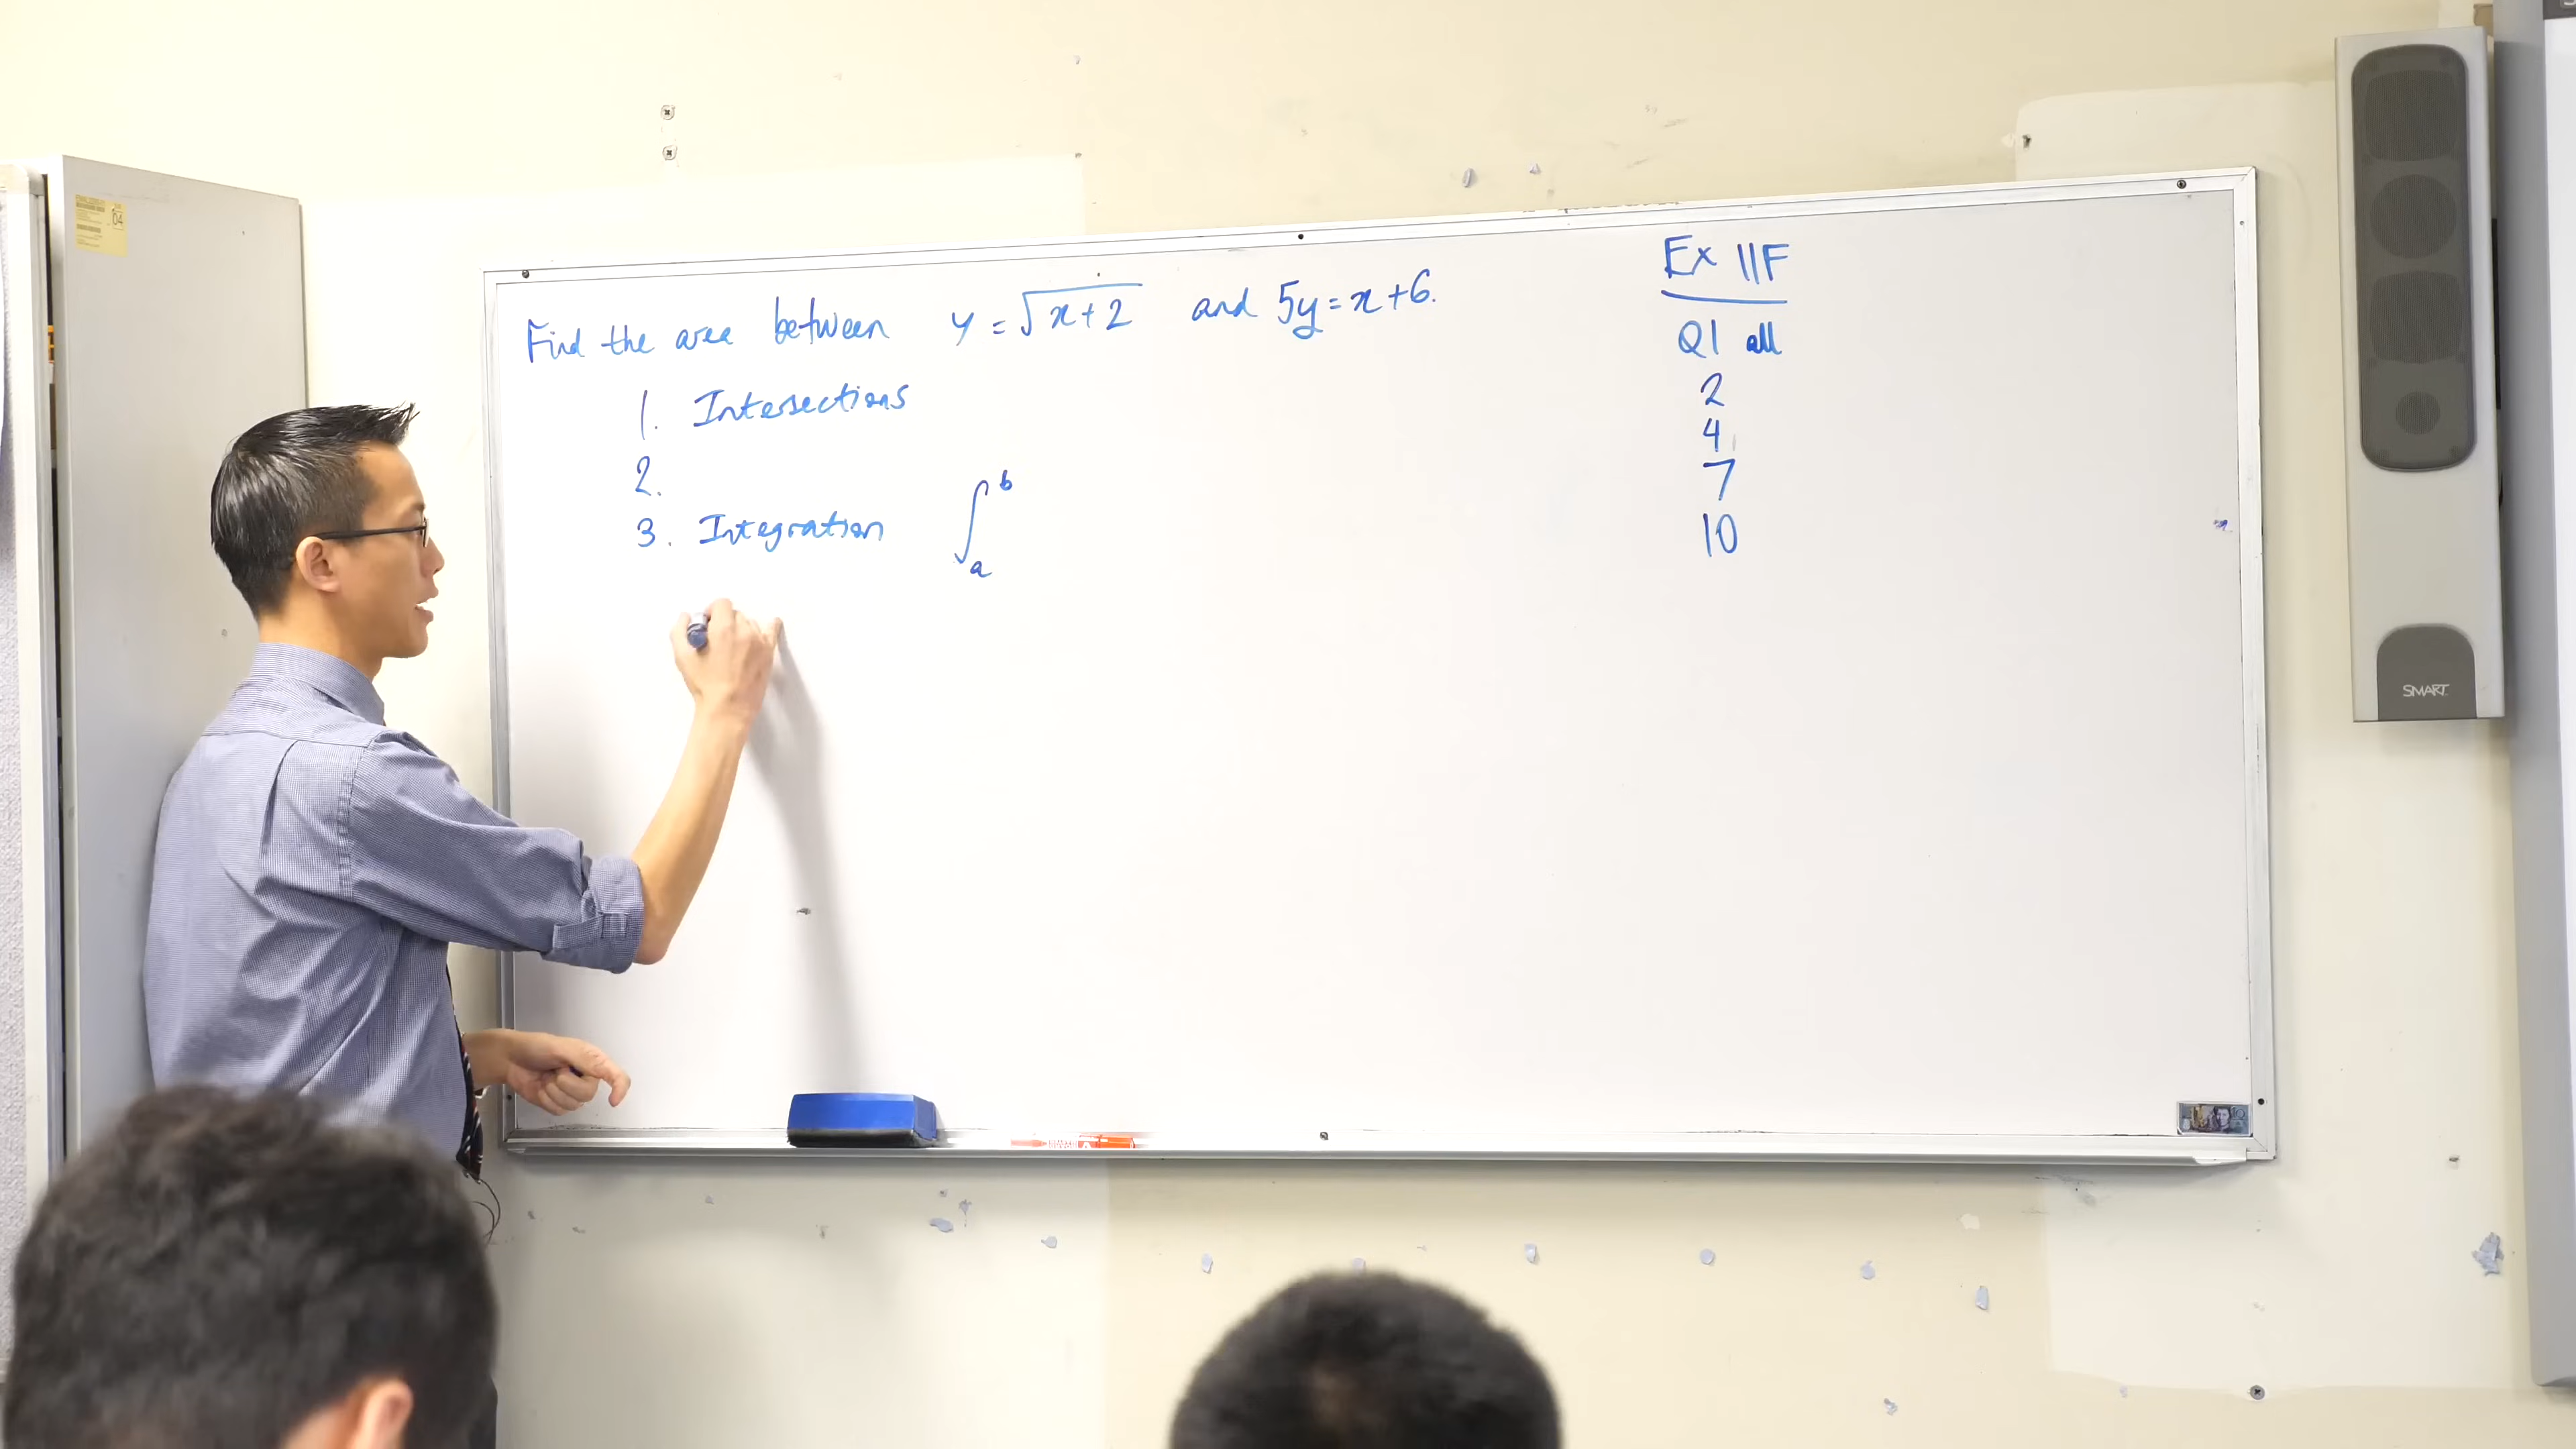 Find the area between y = √x+2 and 5y = x+6.
1. Intersections
2.
3. Integration ∫ₐᵇ
Ex 11F
Q1 all
2
4
7
10
SMART
04